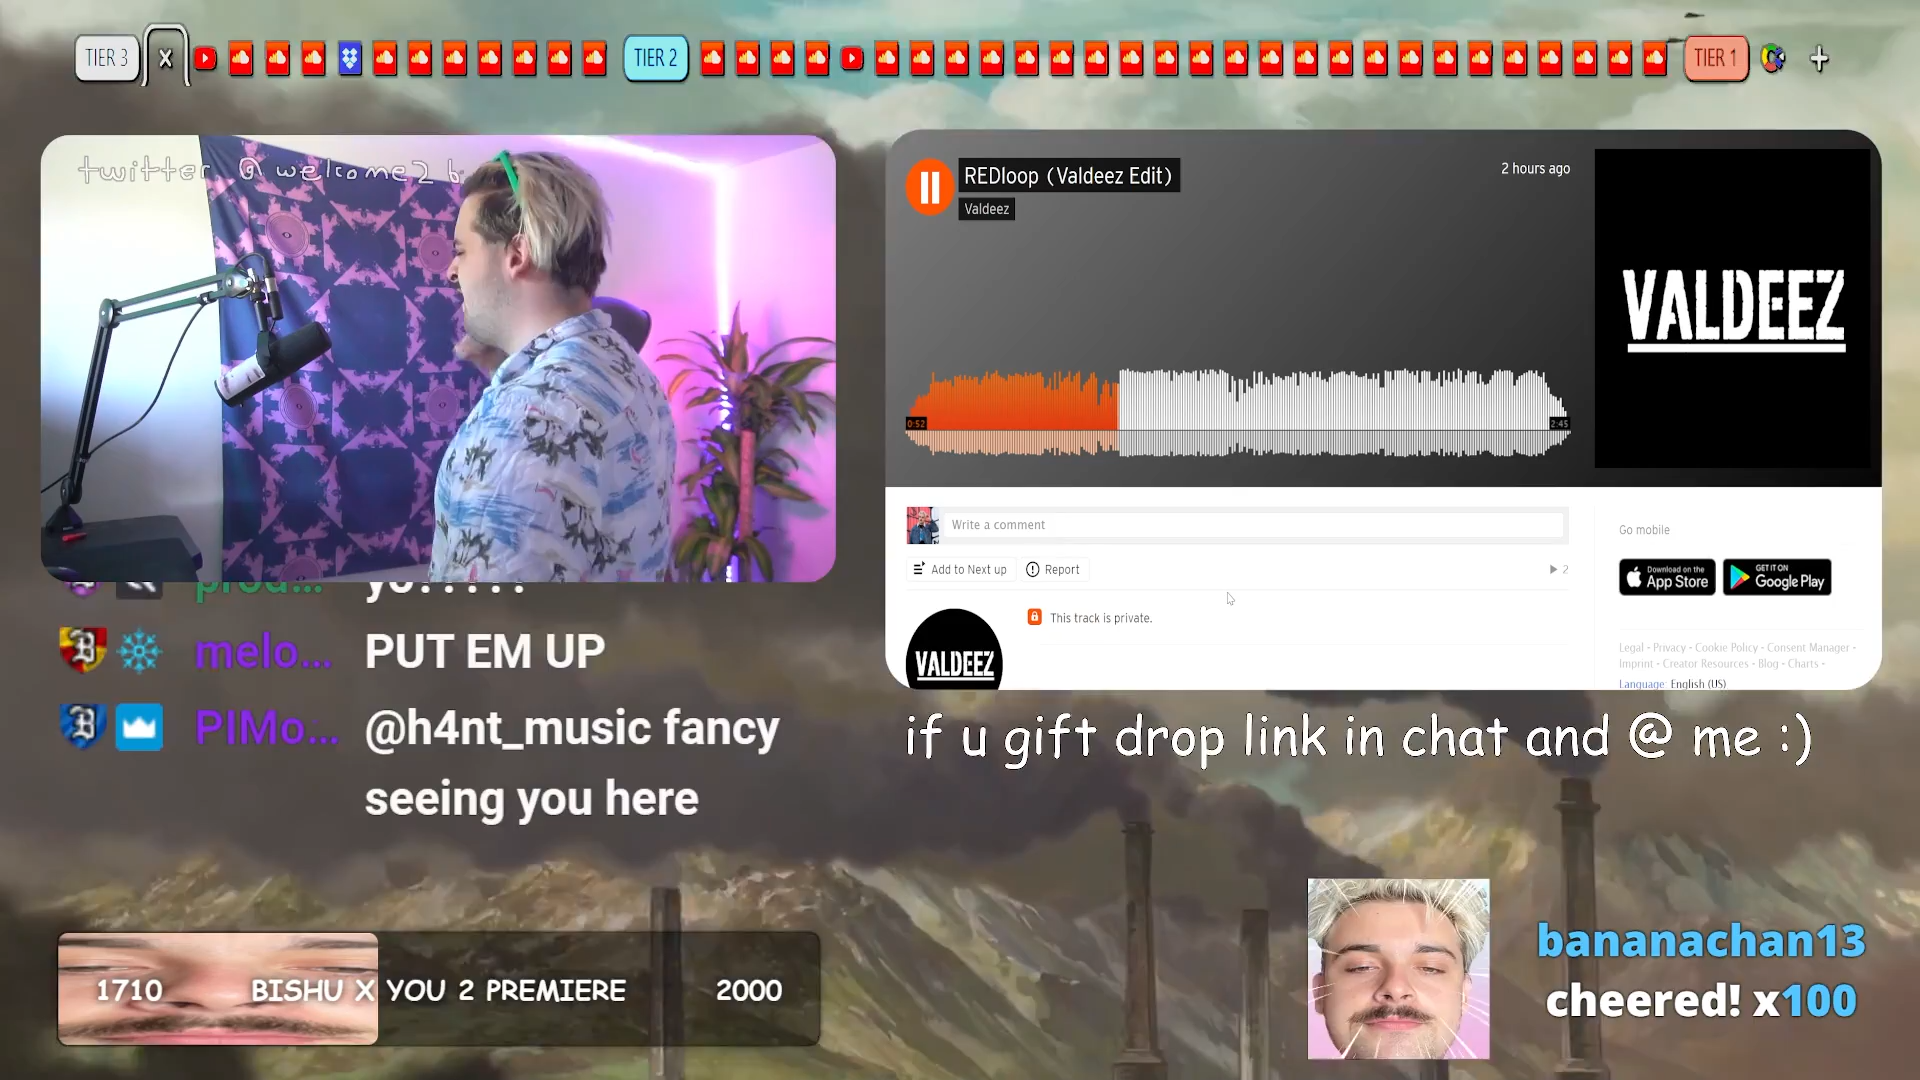 TIER 3
X
TIER 2
TIER 1
+
twitter @ welcome2 b
REDloop (Valdeez Edit)
Valdeez
2 hours ago
VALDEEZ
0:52
2:45
Write a comment
Add to Next up
Report
2
This track is private.
VALDEEZ
Go mobile
Download on the
App Store
GET IT ON
Google Play
Legal - Privacy - Cookie Policy - Consent Manager -
Imprint - Creator Resources - Blog - Charts -
Language: English (US)
prod...
yo?????
melo...
PUT EM UP
PIMo...
@h4nt_music fancy
seeing you here
if u gift drop link in chat and @ me :)
1710
BISHU X YOU 2 PREMIERE
2000
bananachan13
cheered! x100